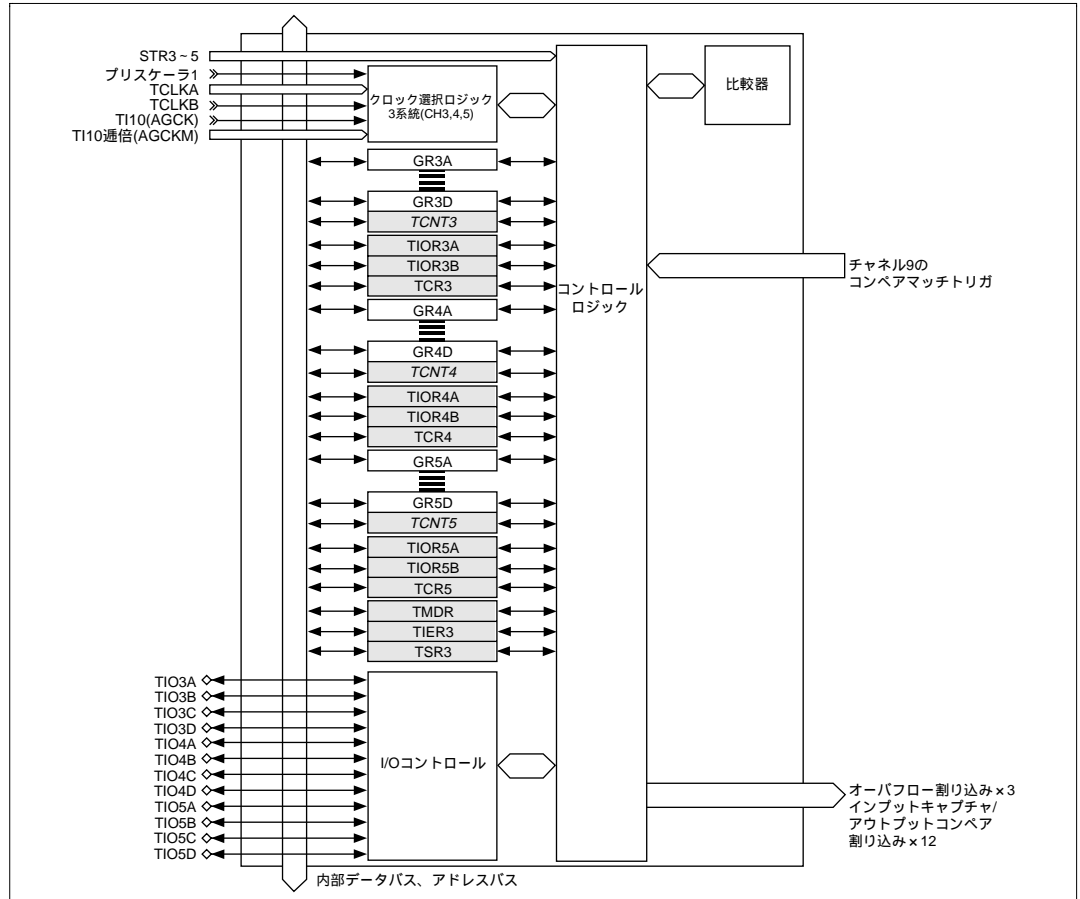 STR3~5
プリスケーラ1
TCLKA
TCLKB
TI10(AGCK)
TI10逓倍(AGCKM)
クロック選択ロジック
3系統(CH3,4,5)
比較器
GR3A
GR3D
TCNT3
TIOR3A
TIOR3B
TCR3
GR4A
GR4D
TCNT4
TIOR4A
TIOR4B
TCR4
GR5A
GR5D
TCNT5
TIOR5A
TIOR5B
TCR5
TMDR
TIER3
TSR3
コントロール
ロジック
チャネル9の
コンペアマッチトリガ
TIO3A
TIO3B
TIO3C
TIO3D
TIO4A
TIO4B
TIO4C
TIO4D
TIO5A
TIO5B
TIO5C
TIO5D
I/Oコントロール
オーバフロー割り込み×3
インプットキャプチャ/
アウトプットコンペア
割り込み×12
内部データバス、アドレスバス